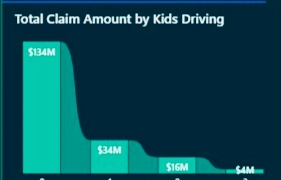 Total Claim Amount by Kids Driving
$134M
$34M
$16M
$4M